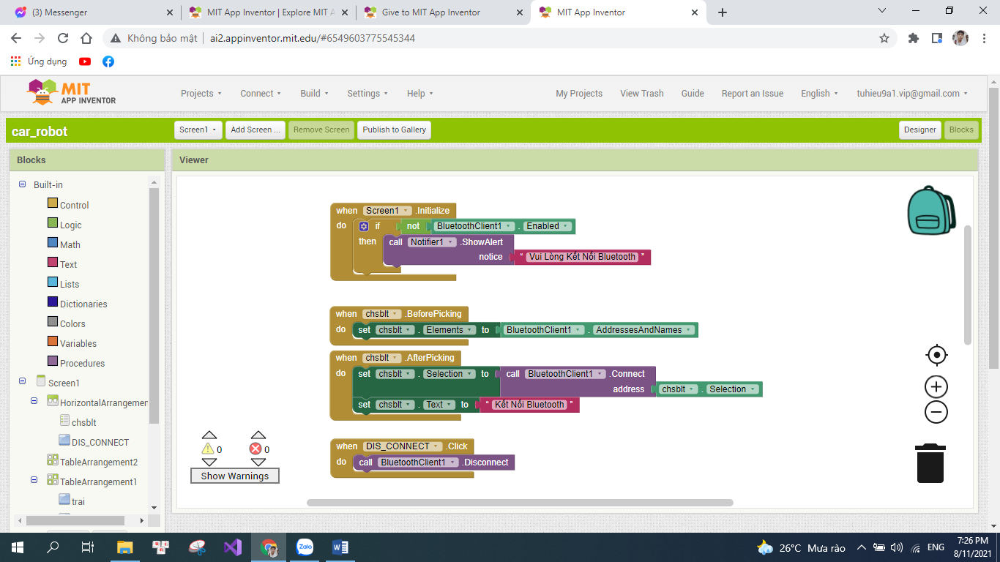 Messenger
MIT App Inventor | Explore MIT A
Give to MIT App Inventor
MIT App Inventor
Không bảo mật | ai2.appinventor.mit.edu/#6549603775545344
Ứng dụng
MIT
APP INVENTOR
Projects
Connect
Build
Settings
Help
My Projects
View Trash
Guide
Report an Issue
English
tuhieu9a1.vip@gmail.com
car_robot
Screen1
Add Screen ...
Remove Screen
Publish to Gallery
Designer
Blocks
Blocks
Built-in
Control
Logic
Math
Text
Lists
Dictionaries
Colors
Variables
Procedures
Screen1
HorizontalArrangemen
chsblt
DIS_CONNECT
TableArrangement2
TableArrangement1
trai
Viewer
when Screen1 .Initialize
do if not BluetoothClient1 . Enabled
then call Notifier1 .ShowAlert
notice " Vui Lòng Kết Nối Bluetooth "
when chsblt .BeforePicking
do set chsblt . Elements to BluetoothClient1 . AddressesAndNames
when chsblt .AfterPicking
do set chsblt . Selection to call BluetoothClient1 .Connect
address chsblt . Selection
set chsblt . Text to " Kết Nối Bluetooth "
when DIS_CONNECT .Click
do call BluetoothClient1 .Disconnect
0 0
Show Warnings
Zalo
26°C Mưa rào
ENG
7:26 PM
8/11/2021